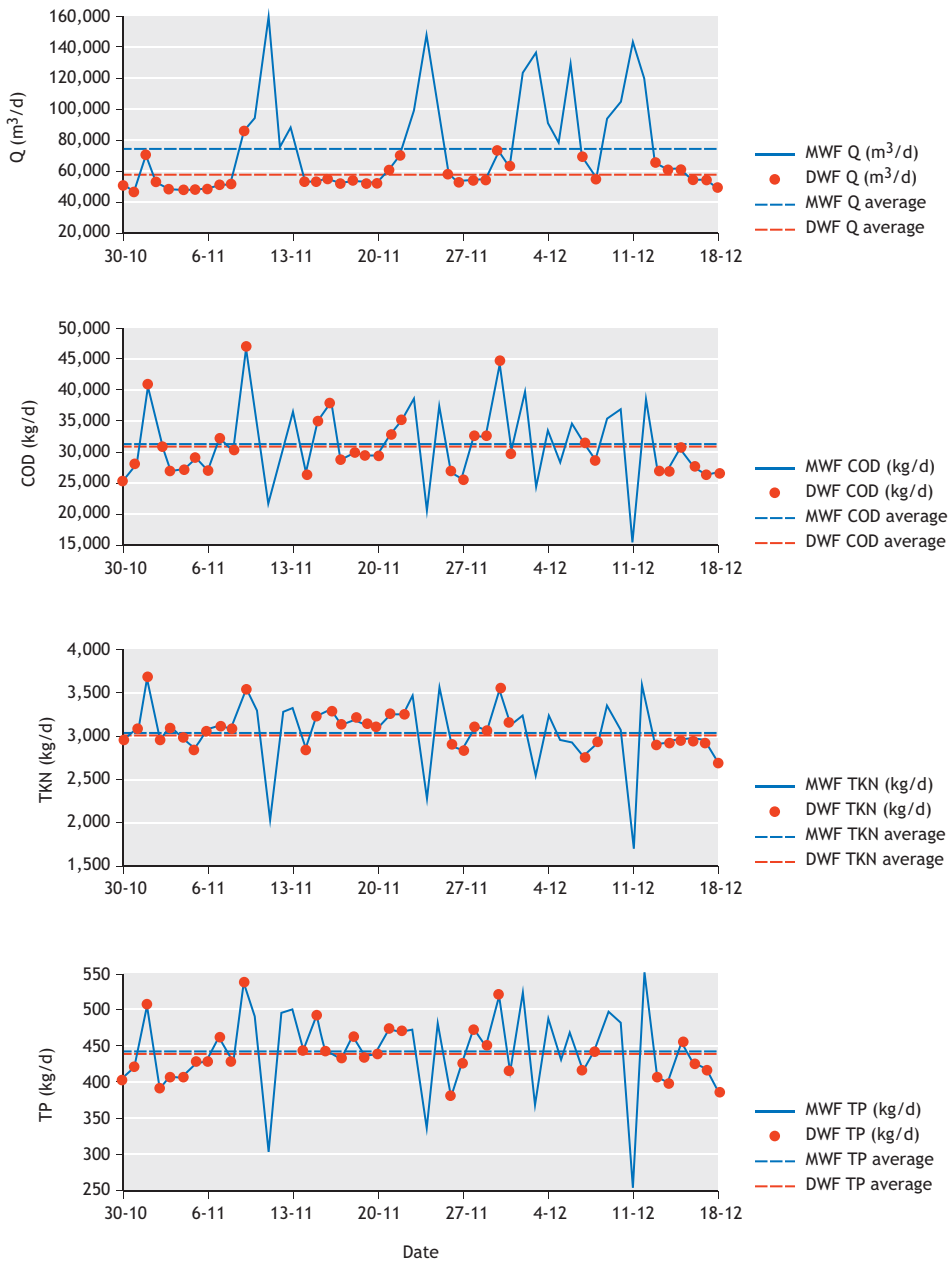 160,000
140,000
120,000
100,000
80,000
60,000
40,000
20,000
Q (m³/d)
30-10 6-11 13-11 20-11 27-11 4-12 11-12 18-12
MWF Q (m³/d)
DWF Q (m³/d)
MWF Q average
DWF Q average
50,000
45,000
40,000
35,000
30,000
25,000
20,000
15,000
COD (kg/d)
30-10 6-11 13-11 20-11 27-11 4-12 11-12 18-12
MWF COD (kg/d)
DWF COD (kg/d)
MWF COD average
DWF COD average
4,000
3,500
3,000
2,500
2,000
1,500
TKN (kg/d)
30-10 6-11 13-11 20-11 27-11 4-12 11-12 18-12
MWF TKN (kg/d)
DWF TKN (kg/d)
MWF TKN average
DWF TKN average
550
500
450
400
350
300
250
TP (kg/d)
30-10 6-11 13-11 20-11 27-11 4-12 11-12 18-12
MWF TP (kg/d)
DWF TP (kg/d)
MWF TP average
DWF TP average
Date